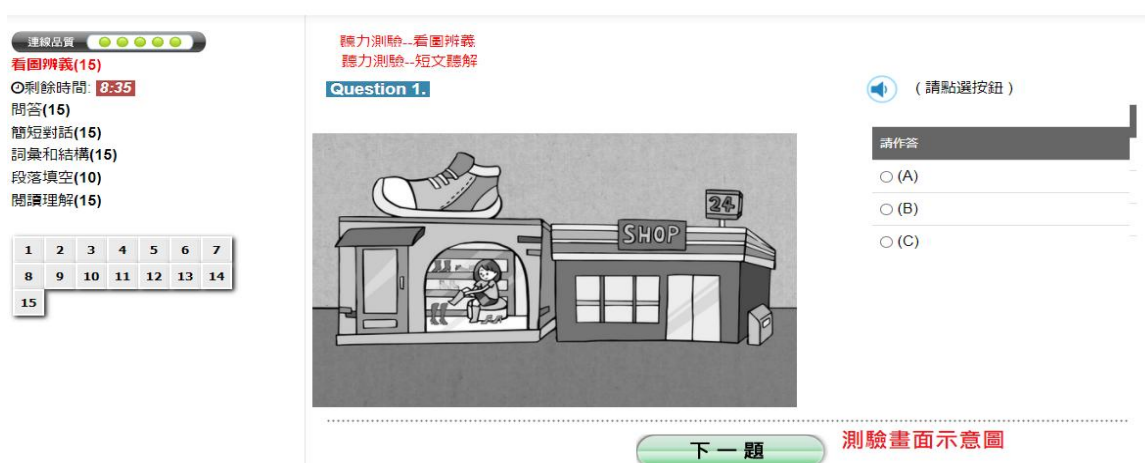 連線品質
看圖辨義(15)
剩餘時間: 8:35
問答(15)
簡短對話(15)
詞彙和結構(15)
段落填空(10)
閱讀理解(15)
1 2 3 4 5 6 7
8 9 10 11 12 13 14
15
聽力測驗--看圖辨義
聽力測驗--短文聽解
Question 1.
SHOP
24
(請點選按鈕)
請作答
(A)
(B)
(C)
下一題
測驗畫面示意圖